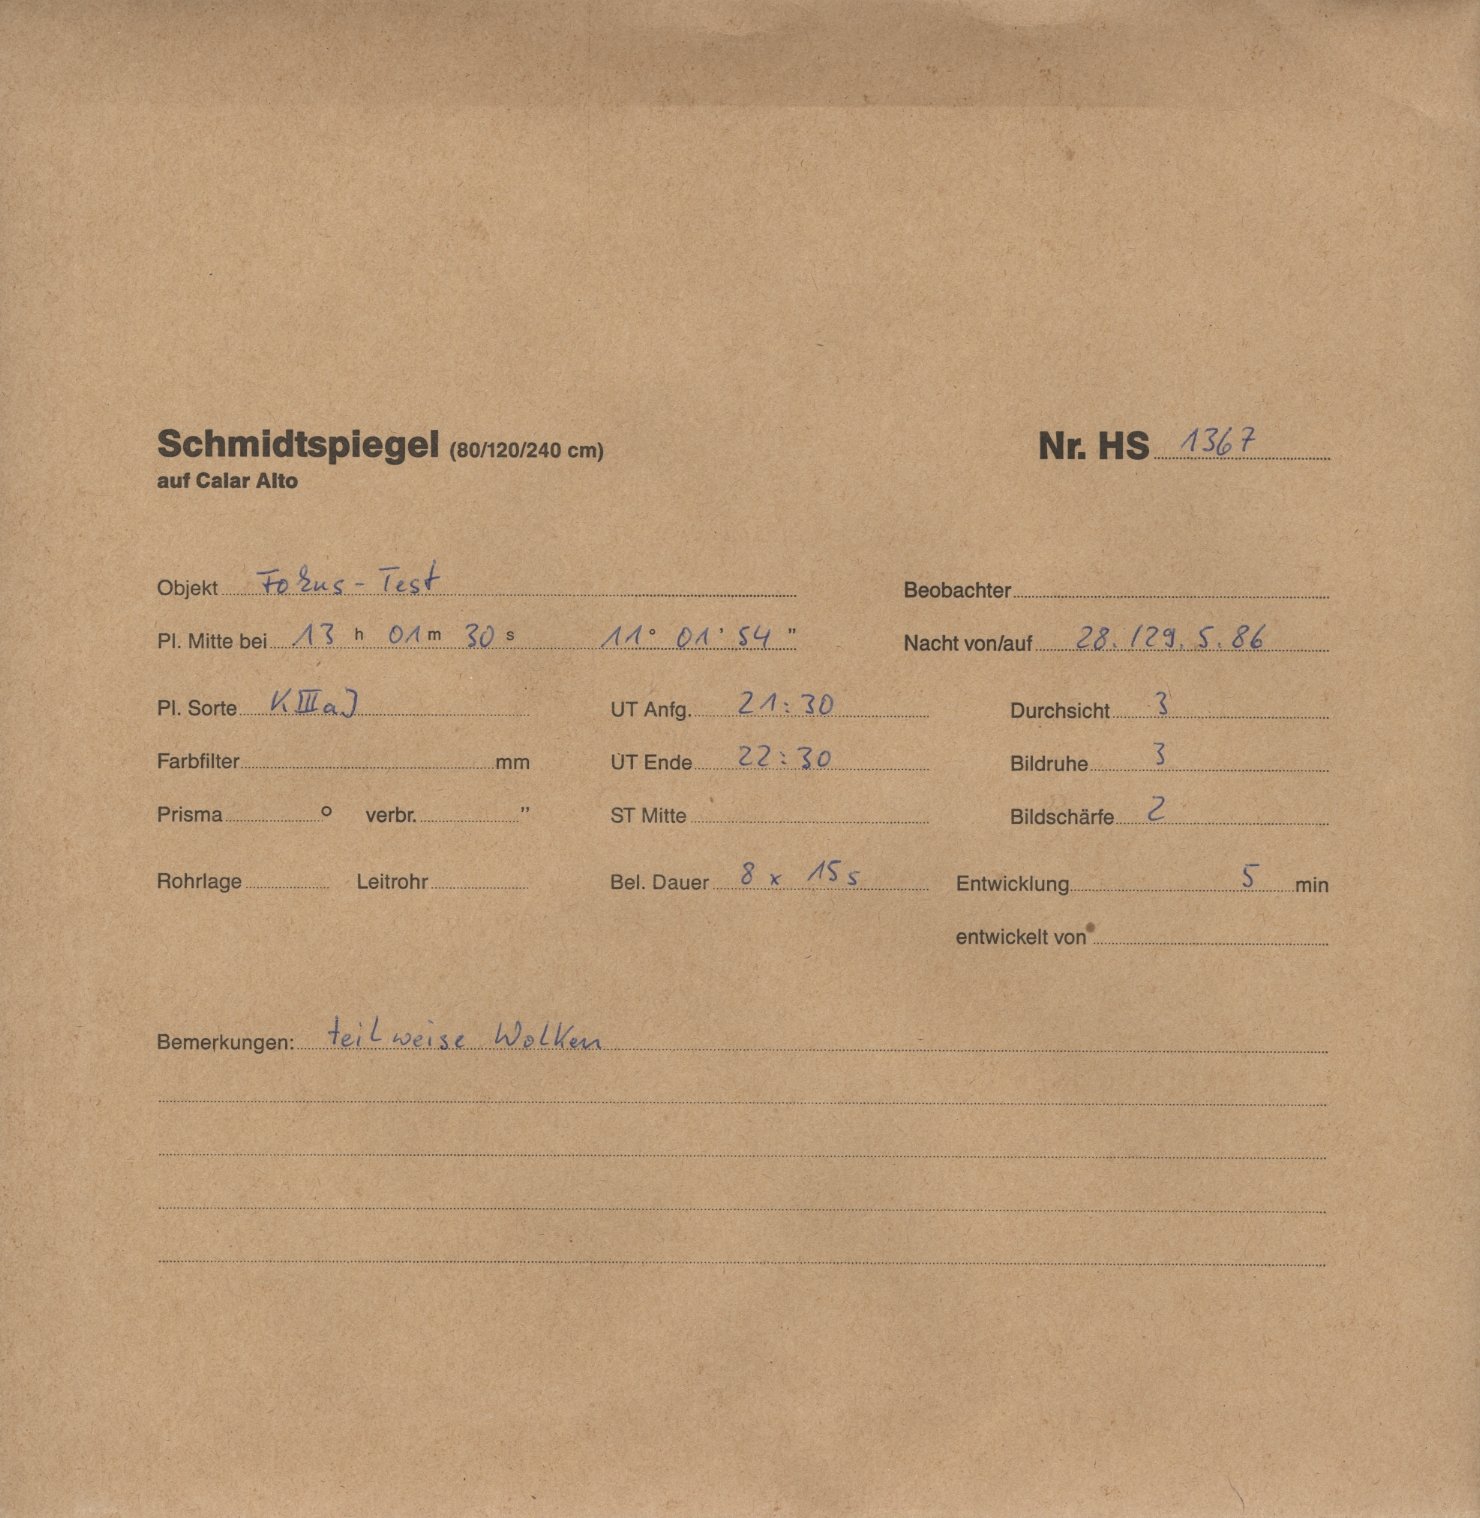 Schmidtspiegel (80/120/240 cm)
auf Calar Alto
Nr. HS 1367
Objekt Fokus-Test
Beobachter
Pl. Mitte bei 13 h 01 m 30 s 11° 01' 54 "
Nacht von/auf 28./29.5.86
Pl. Sorte K III a J
UT Anfg. 21:30
Durchsicht 3
Farbfilter mm
UT Ende 22:30
Bildruhe 3
Prisma ° verbr. "
ST Mitte
Bildschärfe 2
Rohrlage Leitrohr
Bel. Dauer 8 x 15 s
Entwicklung 5 min
entwickelt von
Bemerkungen: teilweise Wolken